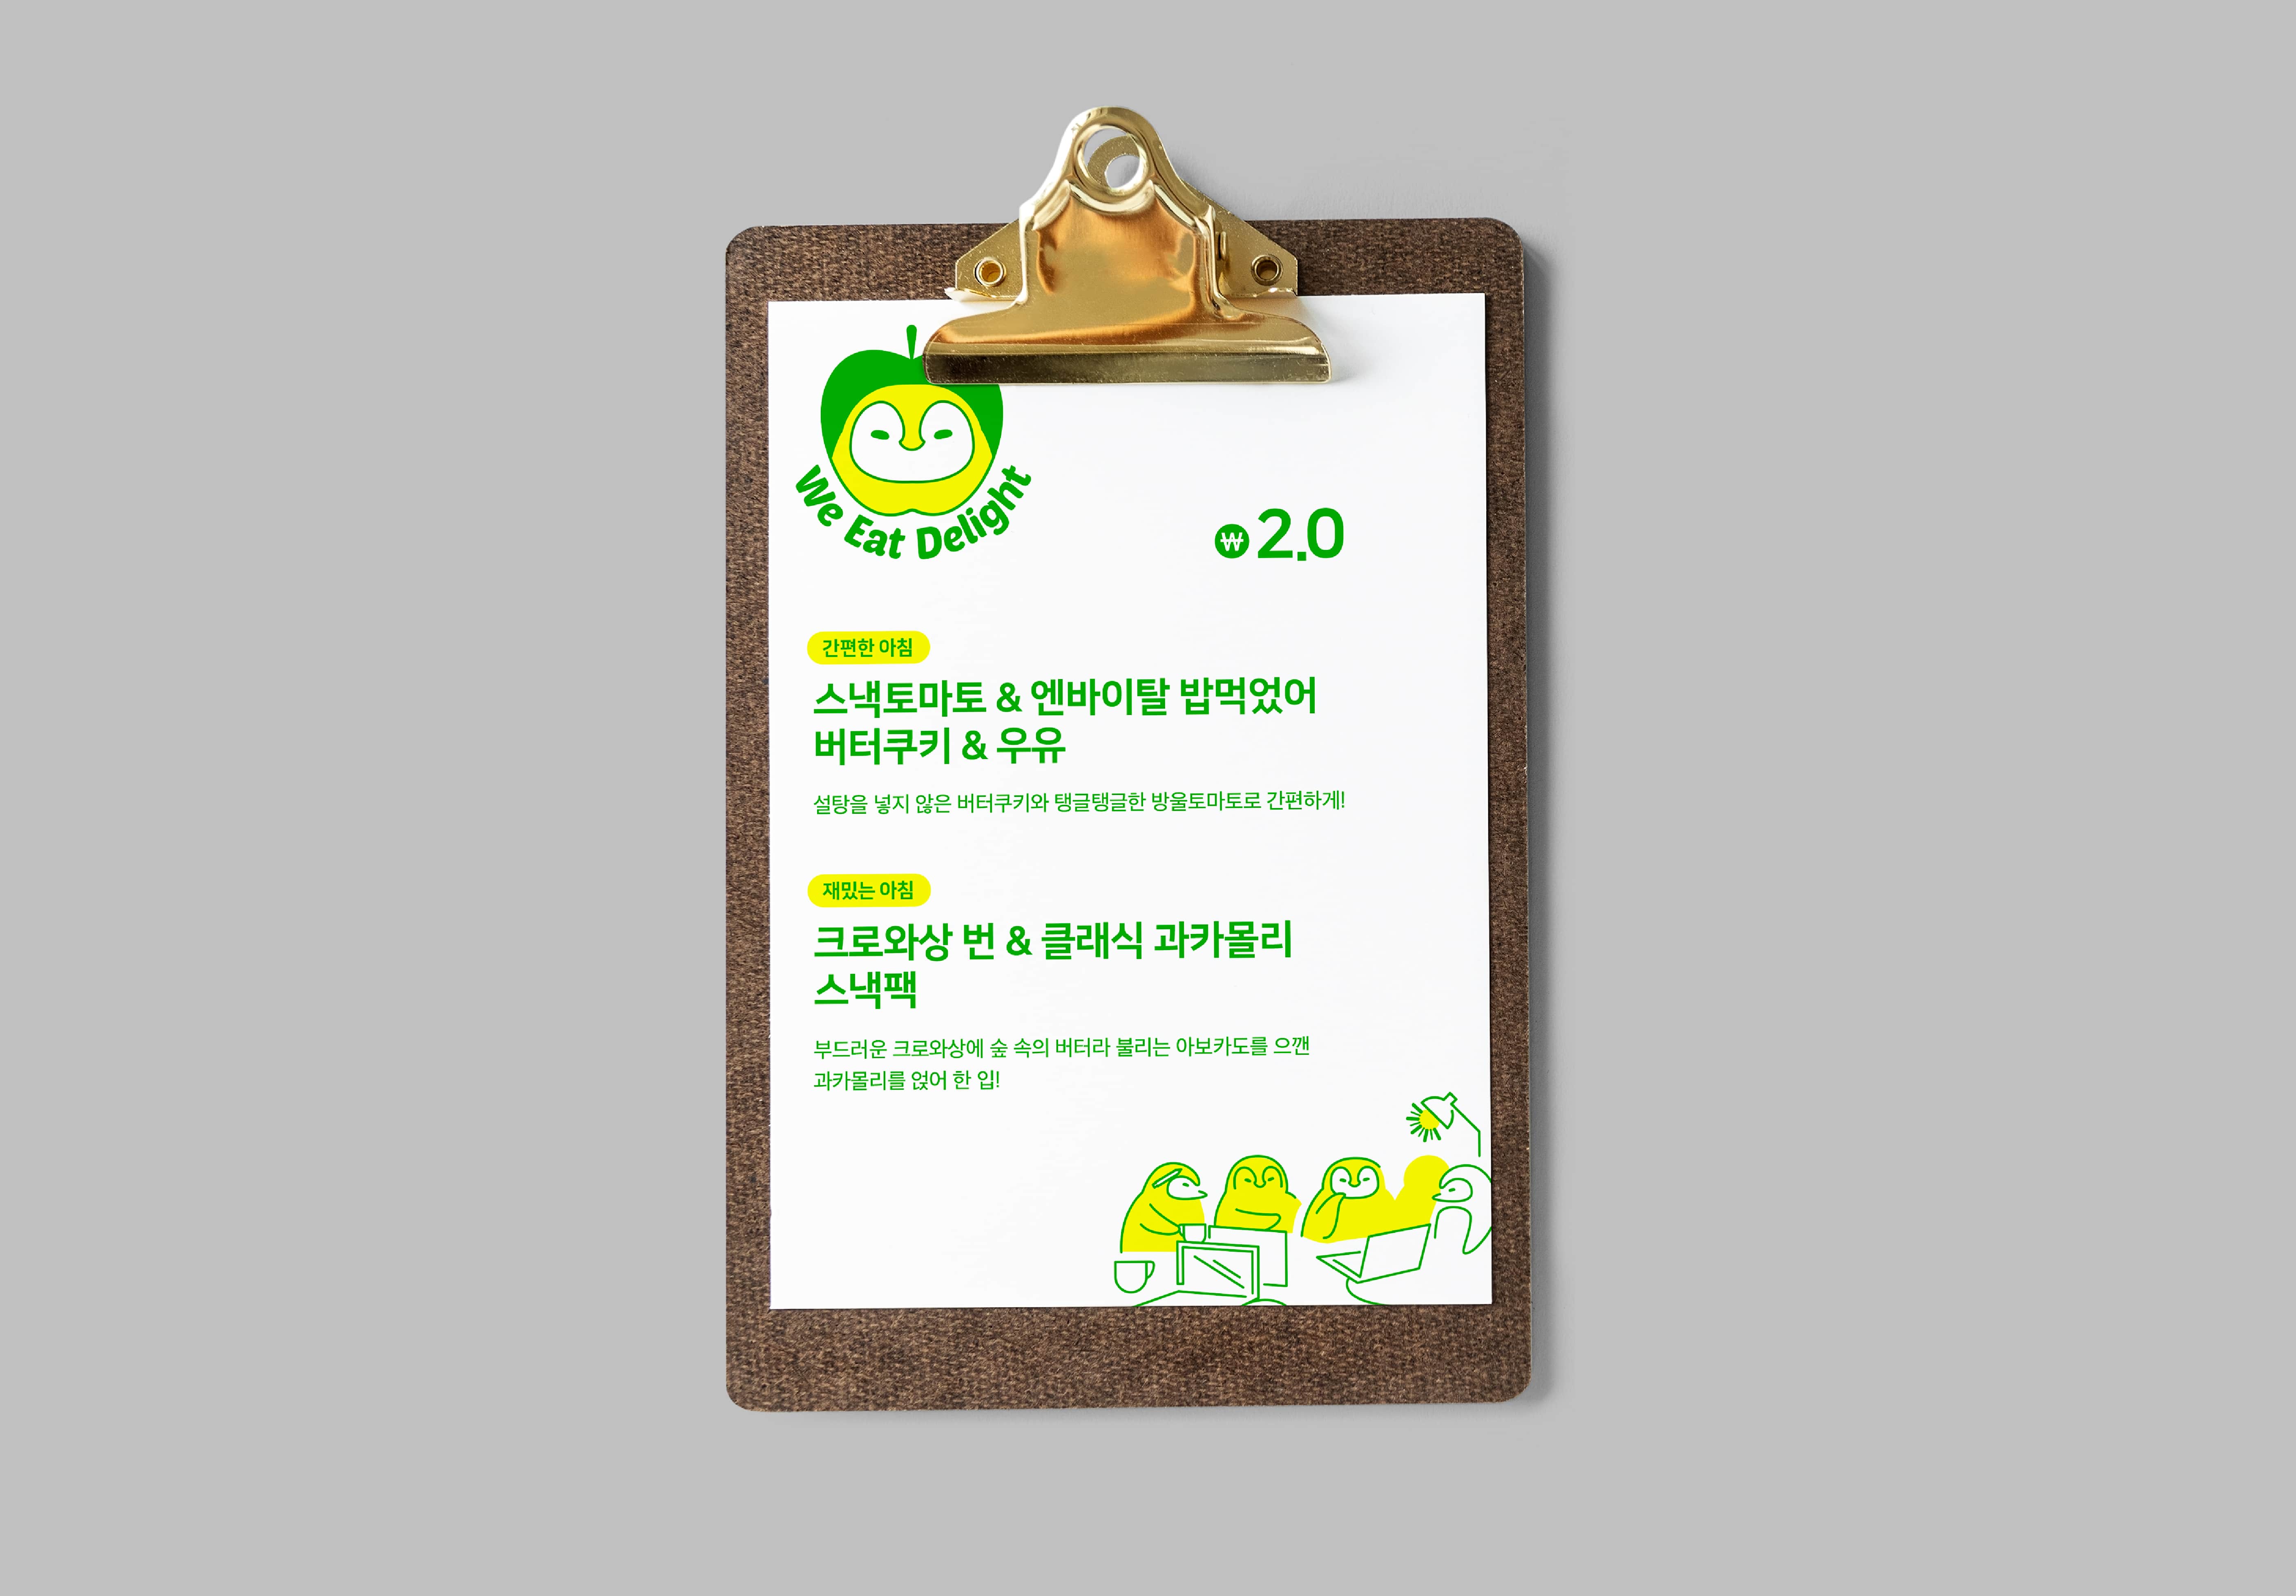 We Eat Delight
₩ 2.0
간편한 아침
스낵토마토 & 엔바이탈 밥먹었어
버터쿠키 & 우유
설탕을 넣지 않은 버터쿠키와 탱글탱글한 방울토마토로 간편하게!
재밌는 아침
크로와상 번 & 클래식 과카몰리
스낵팩
부드러운 크로와상에 숲 속의 버터라 불리는 아보카도를 으깬
과카몰리를 얹어 한 입!